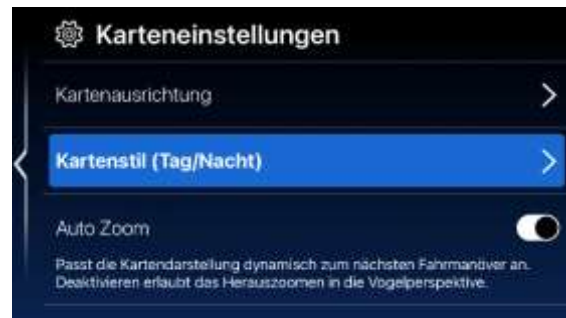 Karteneinstellungen
Kartenausrichtung
Kartenstil (Tag/Nacht)
Auto Zoom
Passt die Kartendarstellung dynamisch zum nächsten Fahrmanöver an.
Deaktivieren erlaubt das Herauszoomen in die Vogelperspektive.